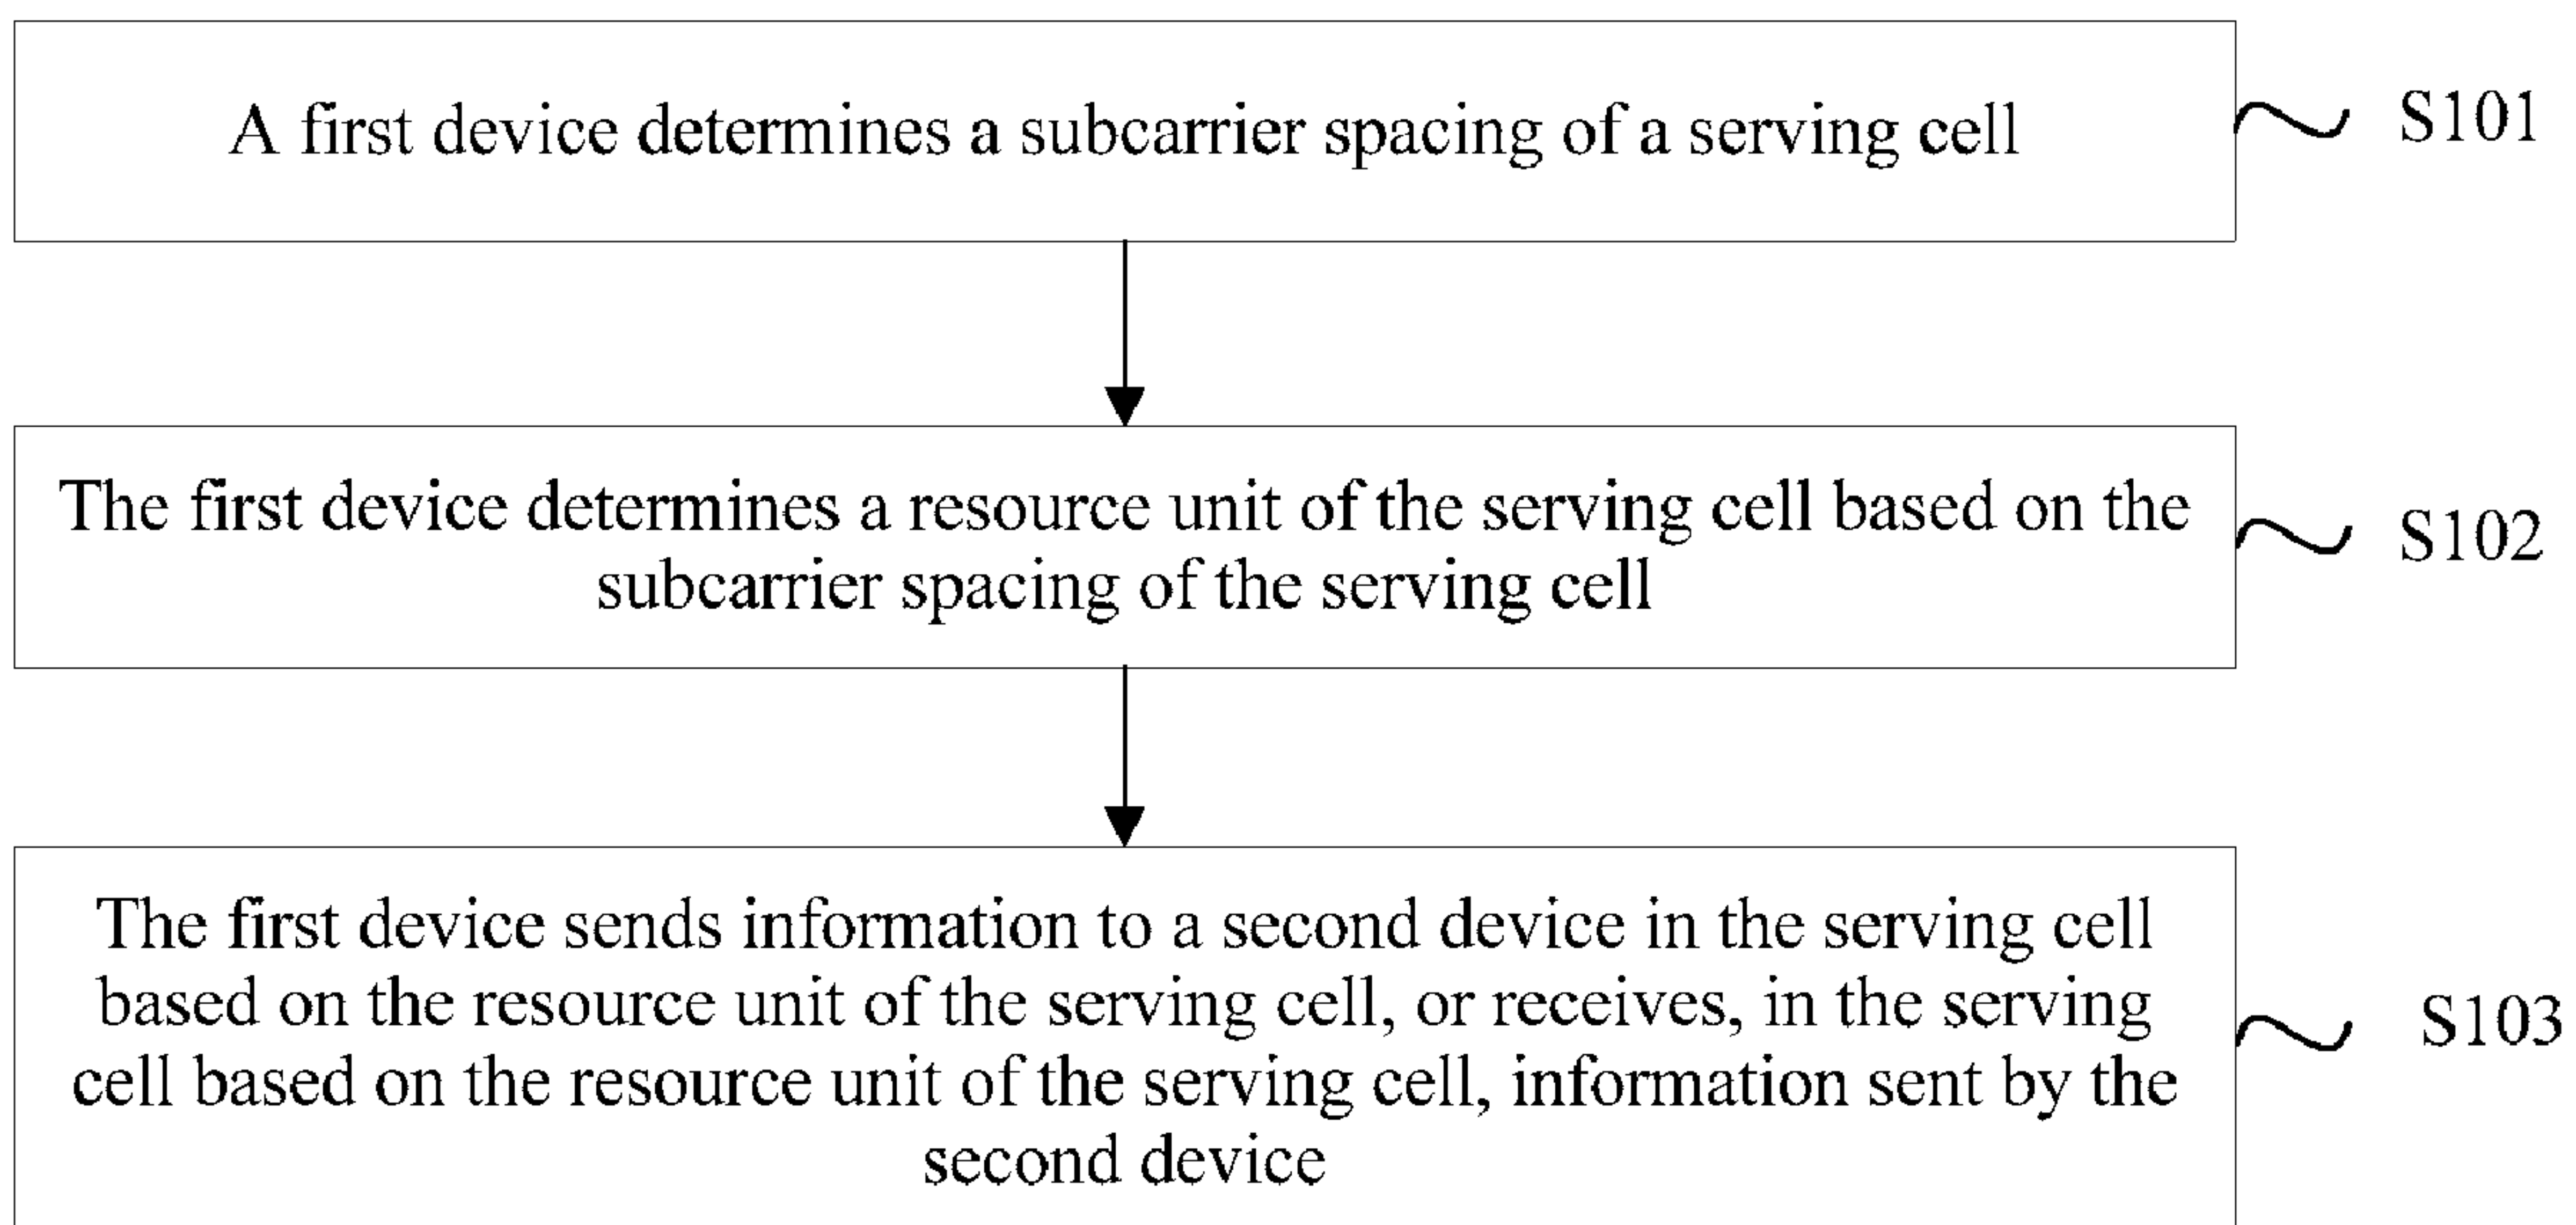 A first device determines a subcarrier spacing of a serving cell
S101
The first device determines a resource unit of the serving cell based on the
subcarrier spacing of the serving cell
S102
The first device sends information to a second device in the serving cell
based on the resource unit of the serving cell, or receives, in the serving
cell based on the resource unit of the serving cell, information sent by the
second device
S103